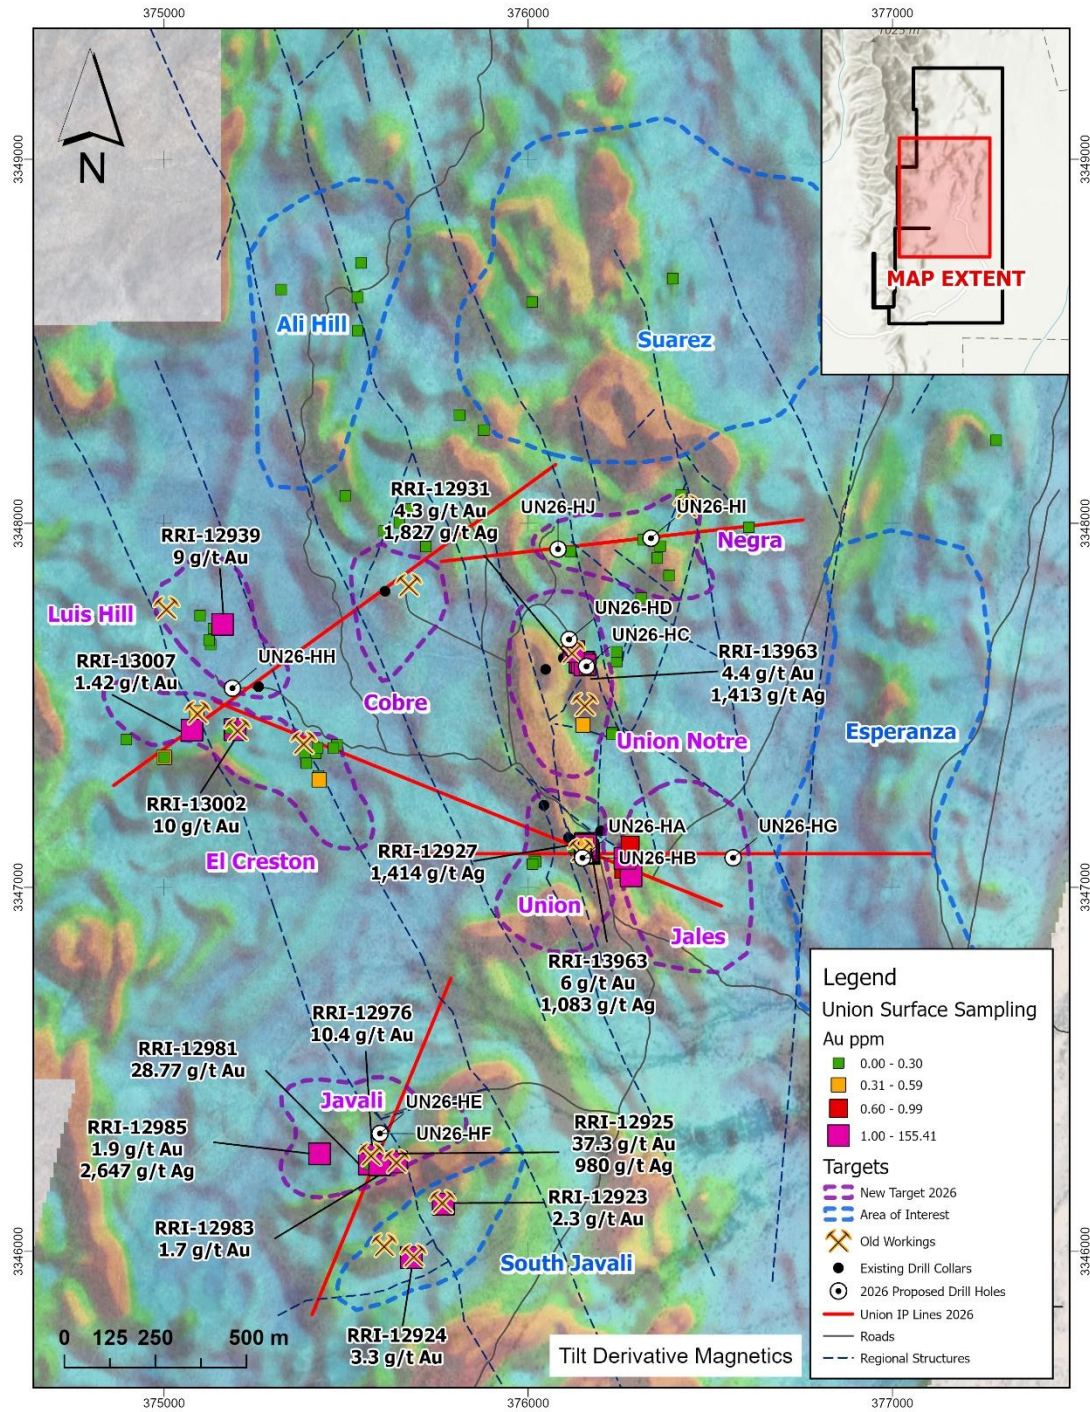 375000
376000
377000
1025 m
N
3349000
3349000
MAP EXTENT
Ali Hill
Suarez
RRI-12931
4.3 g/t Au
1,827 g/t Ag
UN26-HJ
UN26-HI
3348000
3348000
RRI-12939
9 g/t Au
Negra
Luis Hill
UN26-HD
UN26-HC
RRI-13007
1.42 g/t Au
UN26-HH
RRI-13963
4.4 g/t Au
1,413 g/t Ag
Cobre
Union Notre
Esperanza
RRI-13002
10 g/t Au
El Creston
RRI-12927
1,414 g/t Ag
UN26-HA
UN26-HG
UN26-HB
3347000
3347000
Union
Jales
RRI-13963
6 g/t Au
1,083 g/t Ag
RRI-12976
10.4 g/t Au
RRI-12981
28.77 g/t Au
Javali
UN26-HE
UN26-HF
RRI-12985
1.9 g/t Au
2,647 g/t Ag
RRI-12925
37.3 g/t Au
980 g/t Ag
RRI-12923
2.3 g/t Au
RRI-12983
1.7 g/t Au
3346000
3346000
South Javali
RRI-12924
3.3 g/t Au
0 125 250 500 m
Tilt Derivative Magnetics
Legend
Union Surface Sampling
Au ppm
0.00 - 0.30
0.31 - 0.59
0.60 - 0.99
1.00 - 155.41
Targets
New Target 2026
Area of Interest
Old Workings
Existing Drill Collars
2026 Proposed Drill Holes
Union IP Lines 2026
Roads
Regional Structures
375000
376000
377000